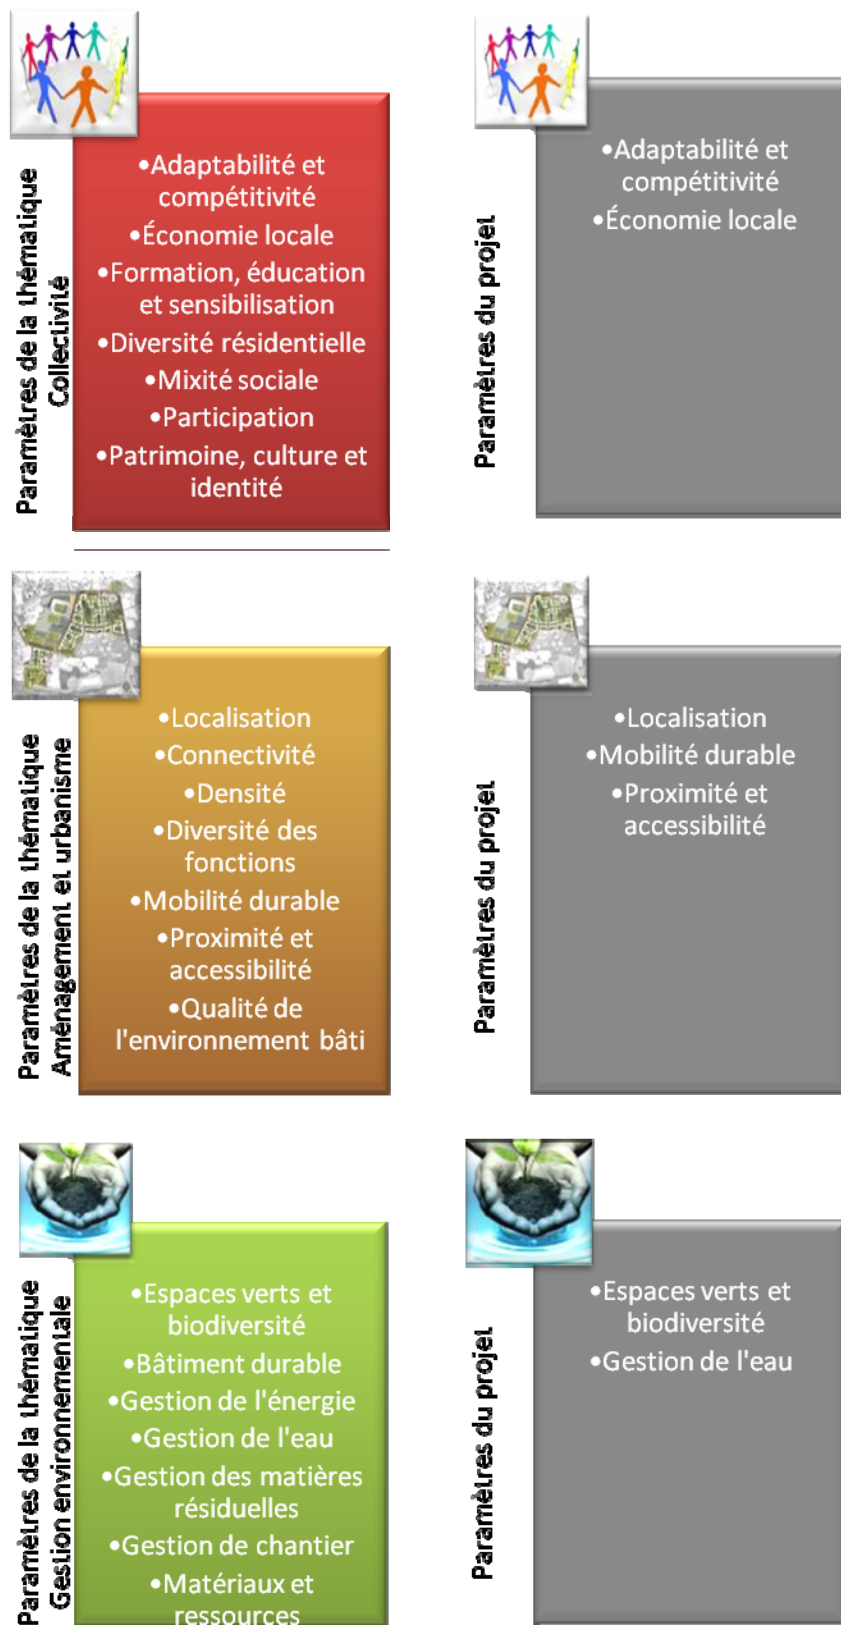 Paramètres de la thématique
Collectivité
•Adaptabilité et
compétitivité
•Économie locale
•Formation, éducation
et sensibilisation
•Diversité résidentielle
•Mixité sociale
•Participation
•Patrimoine, culture et
identité
Paramètres du projet
•Adaptabilité et
compétitivité
•Économie locale
Paramètres de la thématique
Aménagement et urbanisme
•Localisation
•Connectivité
•Densité
•Diversité des
fonctions
•Mobilité durable
•Proximité et
accessibilité
•Qualité de
l'environnement bâti
Paramètres du projet
•Localisation
•Mobilité durable
•Proximité et
accessibilité
Paramètres de la thématique
Gestion environnementale
•Espaces verts et
biodiversité
•Bâtiment durable
•Gestion de l'énergie
•Gestion de l'eau
•Gestion des matières
résiduelles
•Gestion de chantier
•Matériaux et
ressources
Paramètres du projet
•Espaces verts et
biodiversité
•Gestion de l'eau